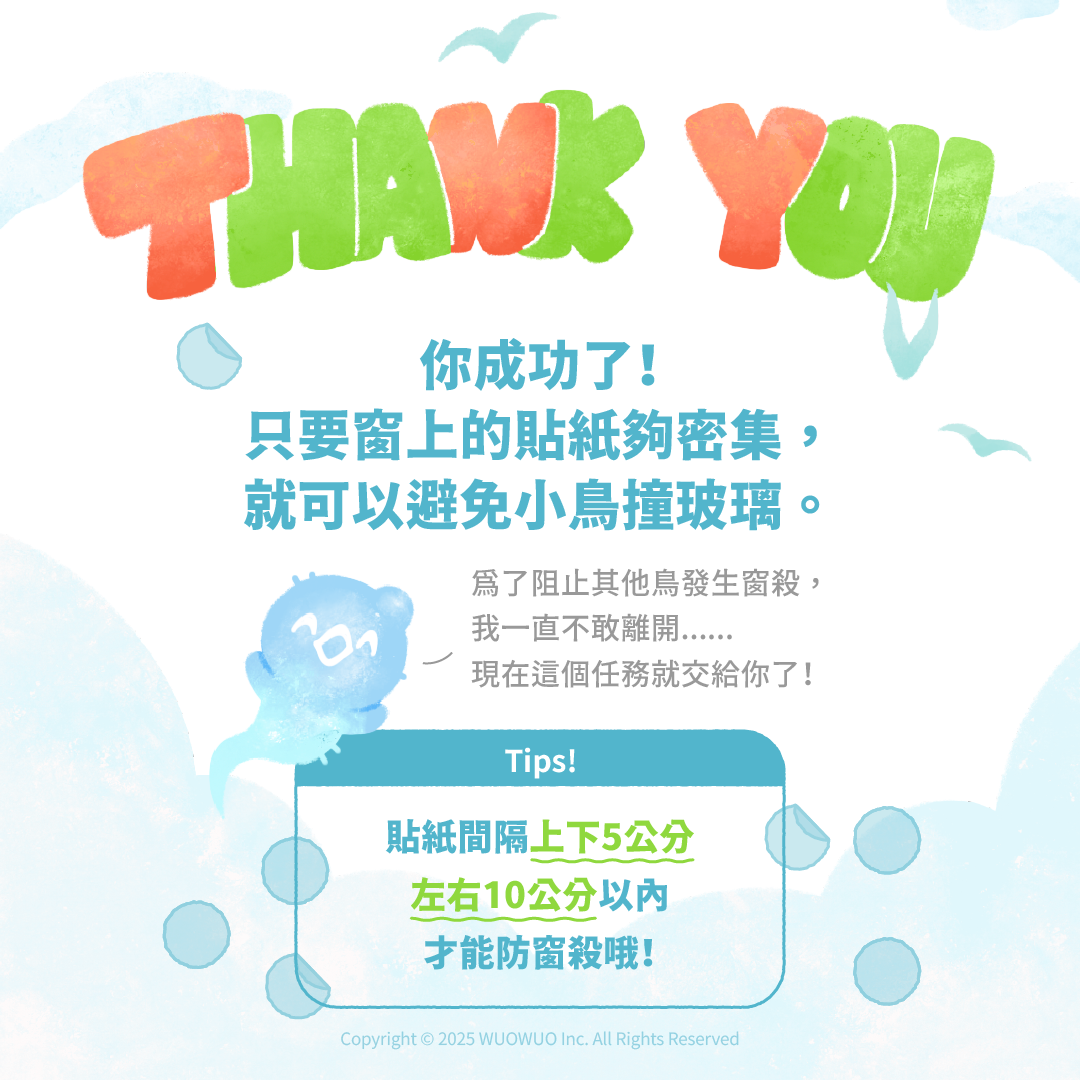 THANK YOU
你成功了！
只要窗上的貼紙夠密集，
就可以避免小鳥撞玻璃。
為了阻止其他鳥發生窗殺，
我一直不敢離開......
現在這個任務就交給你了！
Tips!
貼紙間隔上下5公分
左右10公分以內
才能防窗殺哦！
Copyright © 2025 WUOWUO Inc. All Rights Reserved